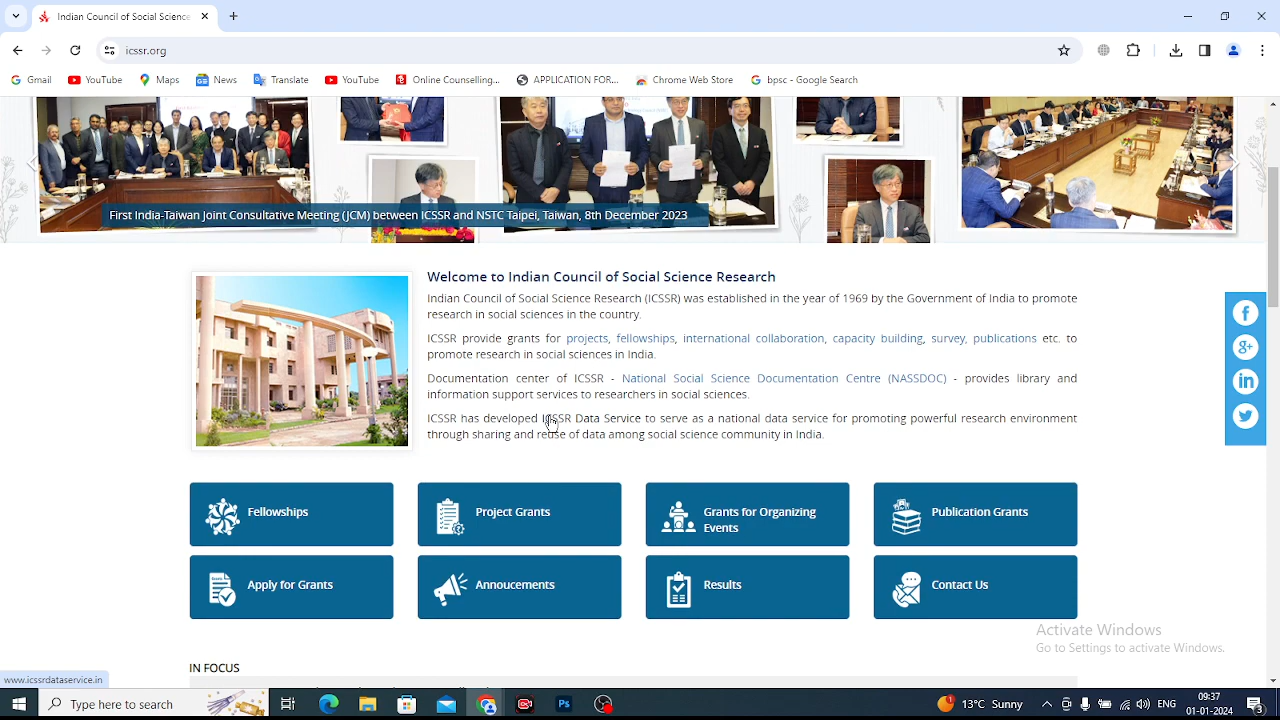 Indian Council of Social Science
icssr.org
Gmail YouTube Maps News Translate YouTube Online Counselling... APPLICATION FOR... Chrome Web Store bpsc - Google Search
First India-Taiwan Joint Consultative Meeting (JCM) between ICSSR and NSTC Taipei, Taiwan, 8th December 2023
Welcome to Indian Council of Social Science Research
Indian Council of Social Science Research (ICSSR) was established in the year of 1969 by the Government of India to promote
research in social sciences in the country.
ICSSR provide grants for projects, fellowships, international collaboration, capacity building, survey, publications etc. to
promote research in social sciences in India.
Documentation center of ICSSR - National Social Science Documentation Centre (NASSDOC) - provides library and
information support services to researchers in social sciences.
ICSSR has developed ICSSR Data Service to serve as a national data service for promoting powerful research environment
through sharing and reuse of data among social science community in India.
Fellowships
Project Grants
Grants for Organizing
Events
Publication Grants
Apply for Grants
Annoucements
Results
Contact Us
Activate Windows
Go to Settings to activate Windows.
IN FOCUS
www.icssrdataservice.in
Type here to search
13°C Sunny
ENG
09:37
01-01-2024